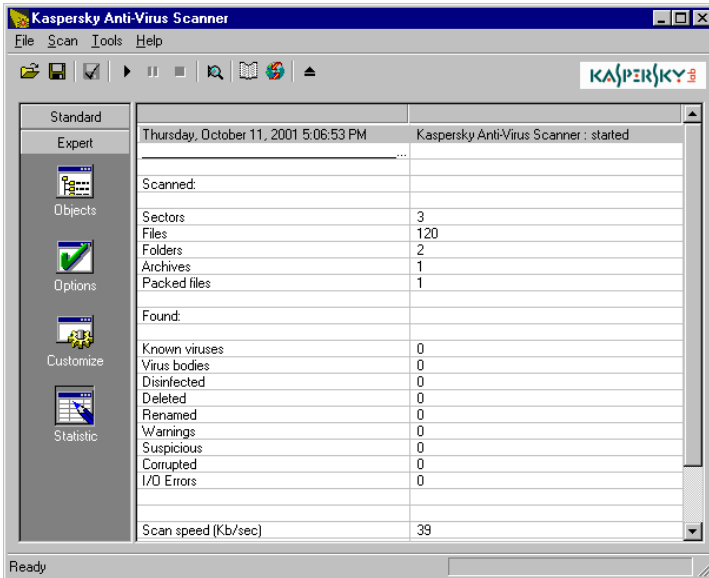 Kaspersky Anti-Virus Scanner
File Scan Tools Help
KASPERSKY lab
Standard
Expert
Objects
Options
Customize
Statistic
Thursday, October 11, 2001 5:06:53 PM Kaspersky Anti-Virus Scanner : started
...
Scanned:
Sectors 3
Files 120
Folders 2
Archives 1
Packed files 1
Found:
Known viruses 0
Virus bodies 0
Disinfected 0
Deleted 0
Renamed 0
Warnings 0
Suspicious 0
Corrupted 0
I/O Errors 0
Scan speed (Kb/sec) 39
Ready